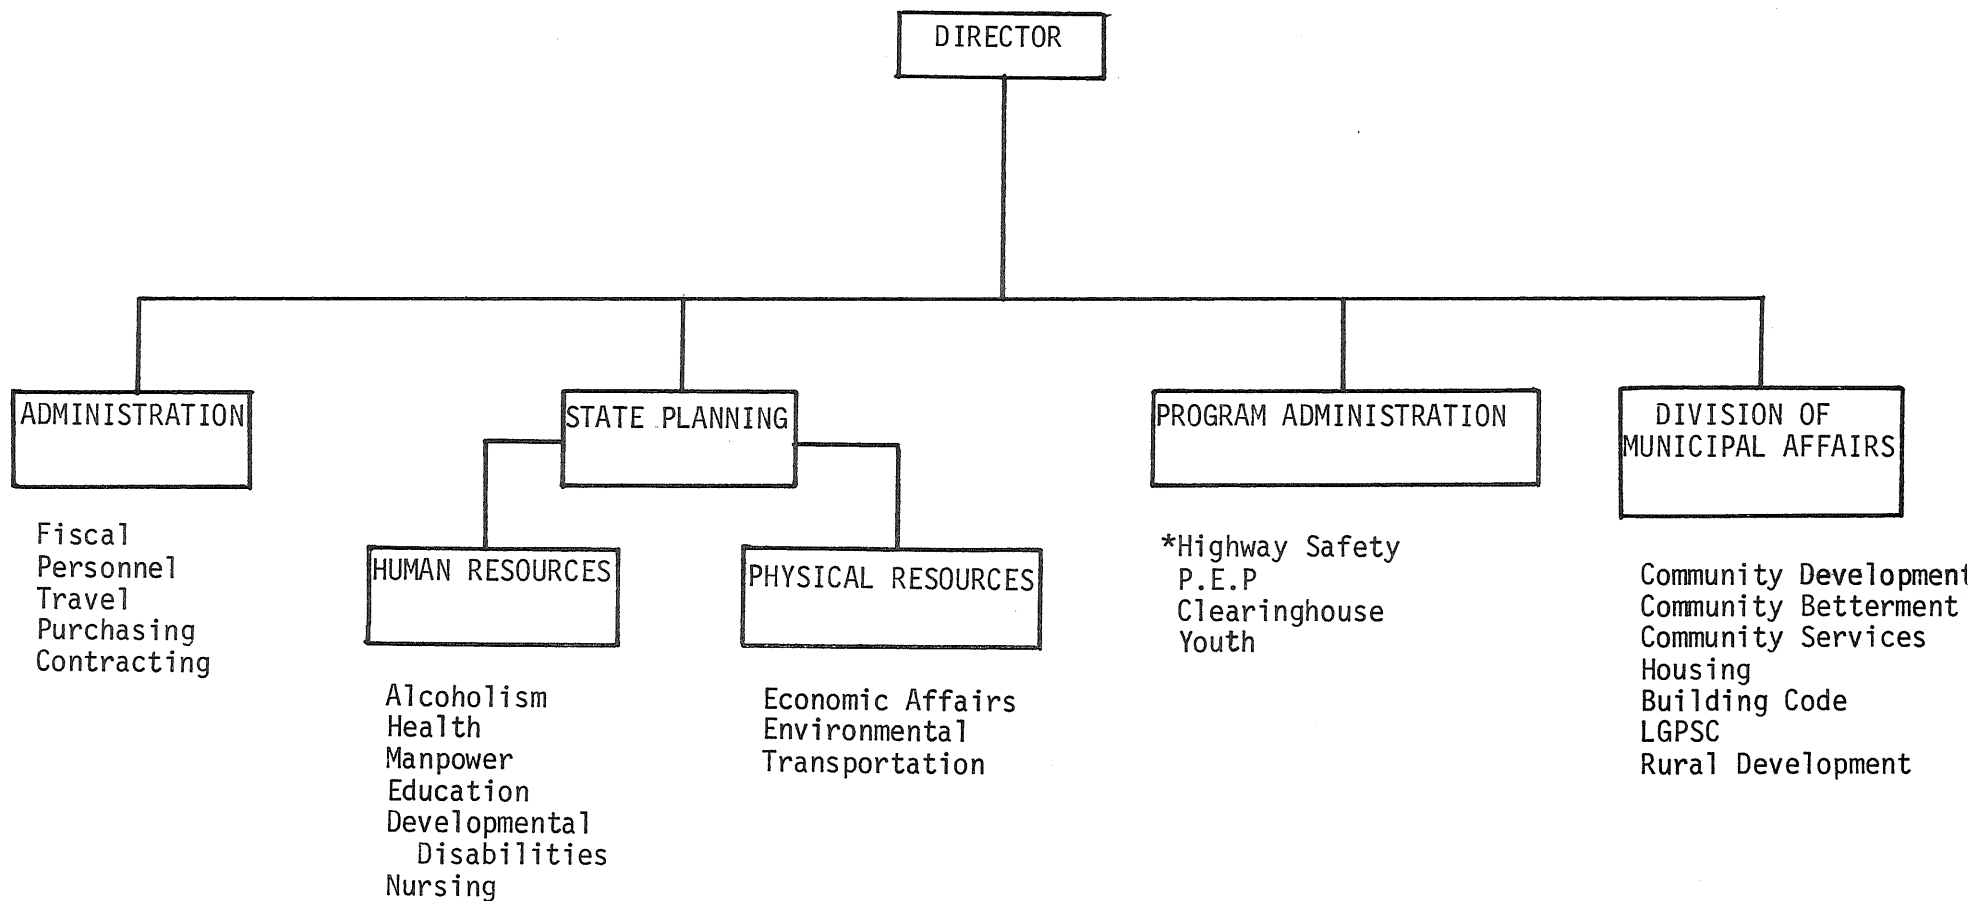 DIRECTOR
ADMINISTRATION
Fiscal
Personnel
Travel
Purchasing
Contracting
STATE PLANNING
HUMAN RESOURCES
Alcoholism
Health
Manpower
Education
Developmental
Disabilities
Nursing
PHYSICAL RESOURCES
Economic Affairs
Environmental
Transportation
PROGRAM ADMINISTRATION
*Highway Safety
P.E.P
Clearinghouse
Youth
DIVISION OF
MUNICIPAL AFFAIRS
Community Development
Community Betterment
Community Services
Housing
Building Code
LGPSC
Rural Development